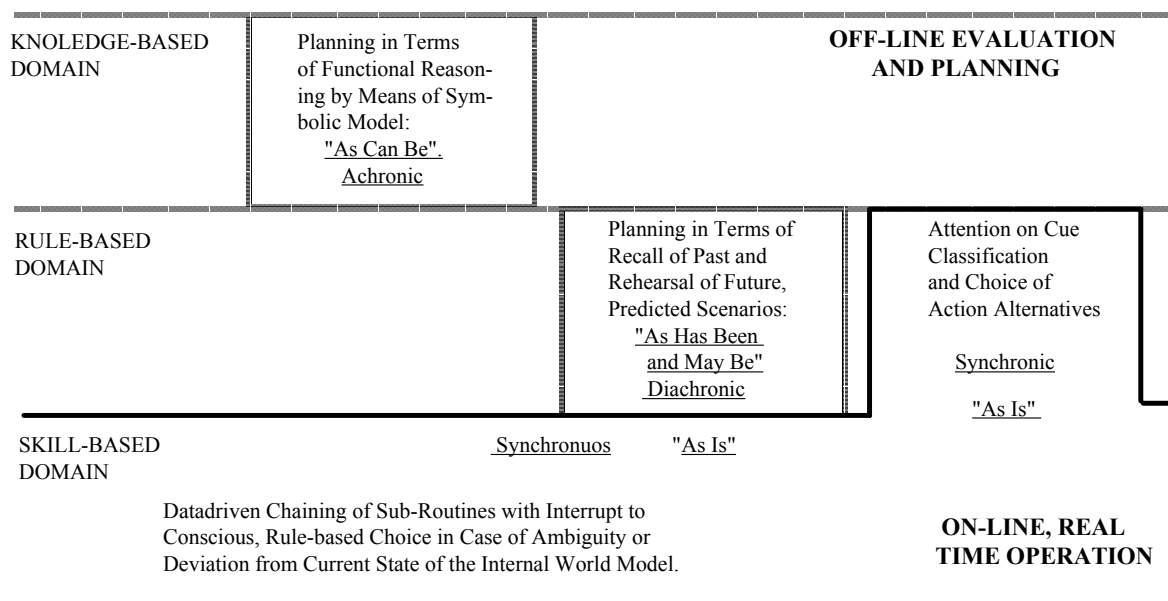 KNOLEDGE-BASED
DOMAIN
Planning in Terms
of Functional Reason-
ing by Means of Sym-
bolic Model:
"As Can Be".
Achronic
OFF-LINE EVALUATION
AND PLANNING
RULE-BASED
DOMAIN
Planning in Terms of
Recall of Past and
Rehearsal of Future,
Predicted Scenarios:
"As Has Been
and May Be"
Diachronic
Attention on Cue
Classification
and Choice of
Action Alternatives
Synchronic
"As Is"
SKILL-BASED
DOMAIN
Synchronuos "As Is"
Datadriven Chaining of Sub-Routines with Interrupt to
Conscious, Rule-based Choice in Case of Ambiguity or
Deviation from Current State of the Internal World Model.
ON-LINE, REAL
TIME OPERATION